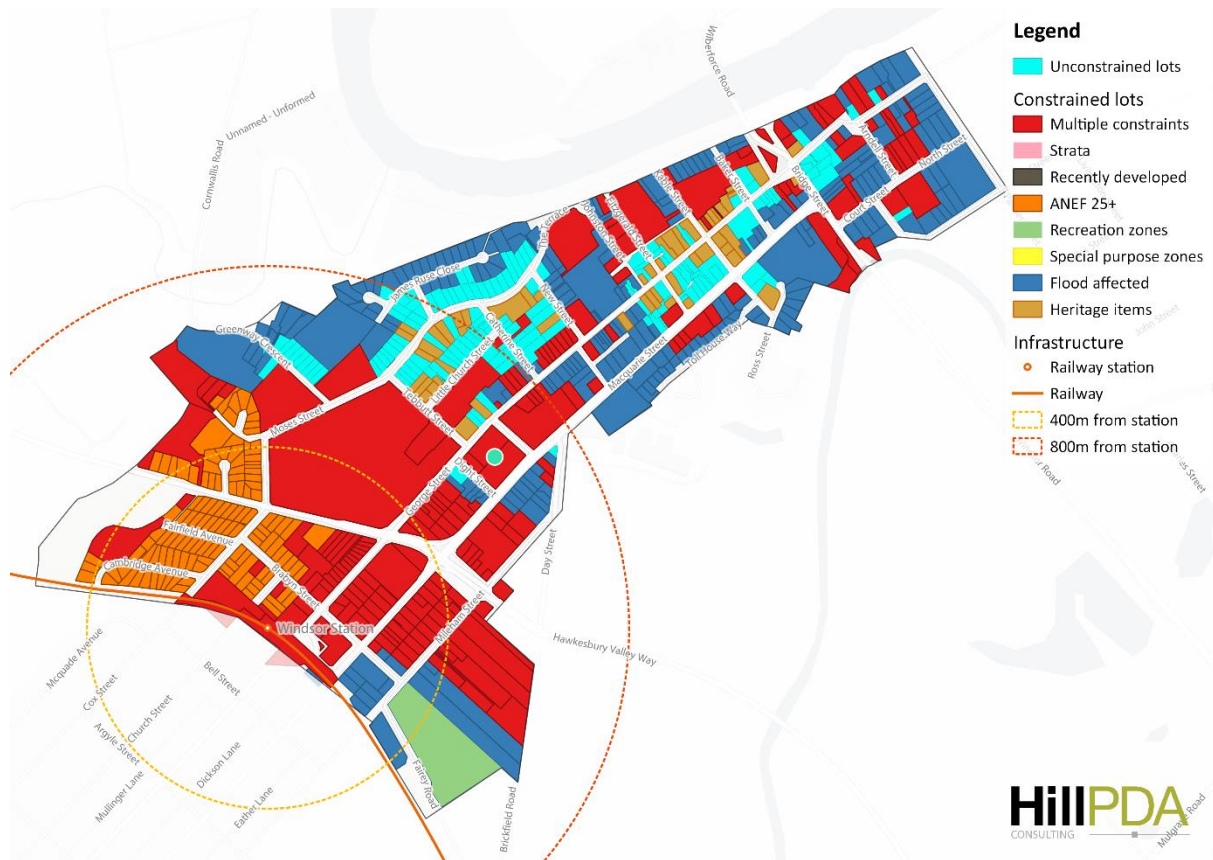 Legend
Unconstrained lots
Constrained lots
Multiple constraints
Strata
Recently developed
ANEF 25+
Recreation zones
Special purpose zones
Flood affected
Heritage items
Infrastructure
Railway station
Railway
400m from station
800m from station
Wilberforce Road
Unnamed - Unformed
Cornwallis Road
Arndell Street
North Street
Baker Street
Bridge Street
Court Street
Kable Street
Fitzgerald Street
Johnston Street
The Terrace
James Ruse Close
New Street
Catherine Street
Greenway Crescent
Little Church Street
Macquarie Street
Toll House Way
Ross Street
John Street
Tebbutt Street
Moses Street
Dight Street
George Street
Fairfield Avenue
Cambridge Avenue
Brabyn Street
Day Street
Mileham Street
Windsor Station
Hawkesbury Valley Way
Mcquade Avenue
Bell Street
Cox Street
Church Street
Argyle Street
Dickson Lane
Mullinger Lane
Eather Lane
Fairey Road
Brickfield Road
Mulgrave Road
HillPDA
CONSULTING